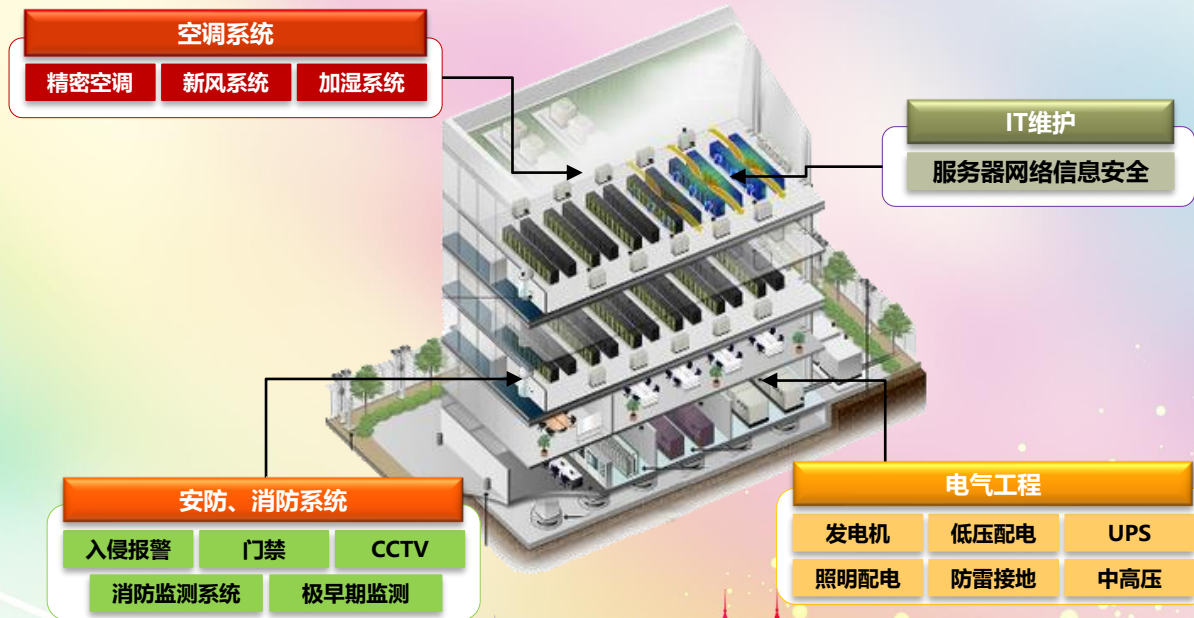 空调系统
精密空调 新风系统 加湿系统
IT维护
服务器网络信息安全
安防、消防系统
入侵报警 门禁 CCTV
消防监测系统 极早期监测
电气工程
发电机 低压配电 UPS
照明配电 防雷接地 中高压